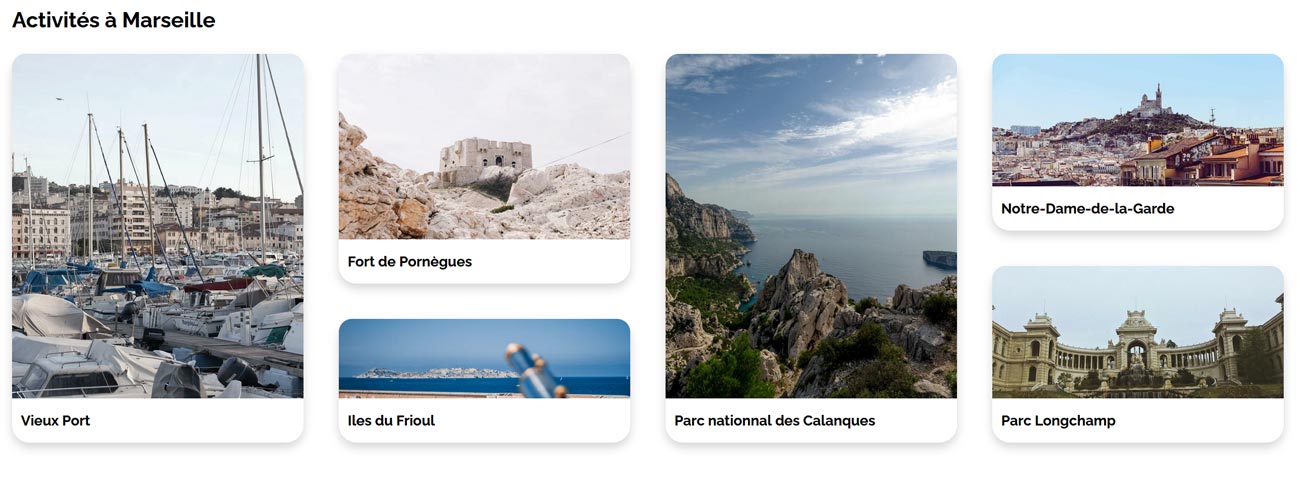 Activités à Marseille
Vieux Port
Fort de Pornègues
Iles du Frioul
Parc nationnal des Calanques
Notre-Dame-de-la-Garde
Parc Longchamp